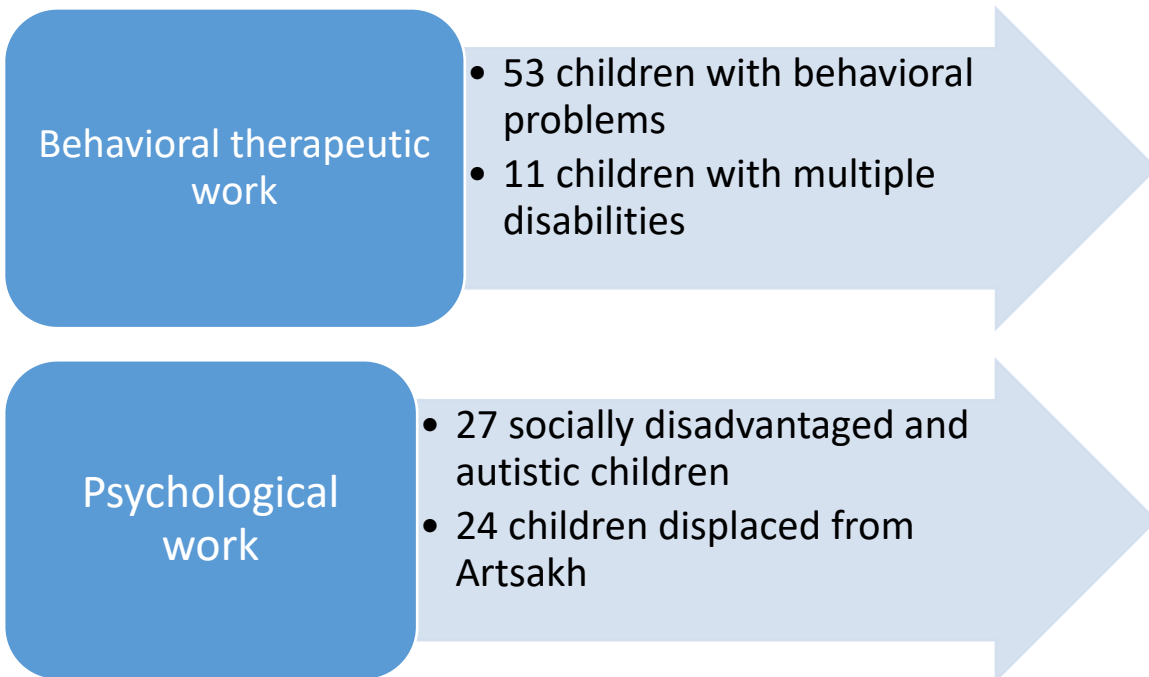 Behavioral therapeutic
work
• 53 children with behavioral
problems
• 11 children with multiple
disabilities
Psychological
work
• 27 socially disadvantaged and
autistic children
• 24 children displaced from
Artsakh